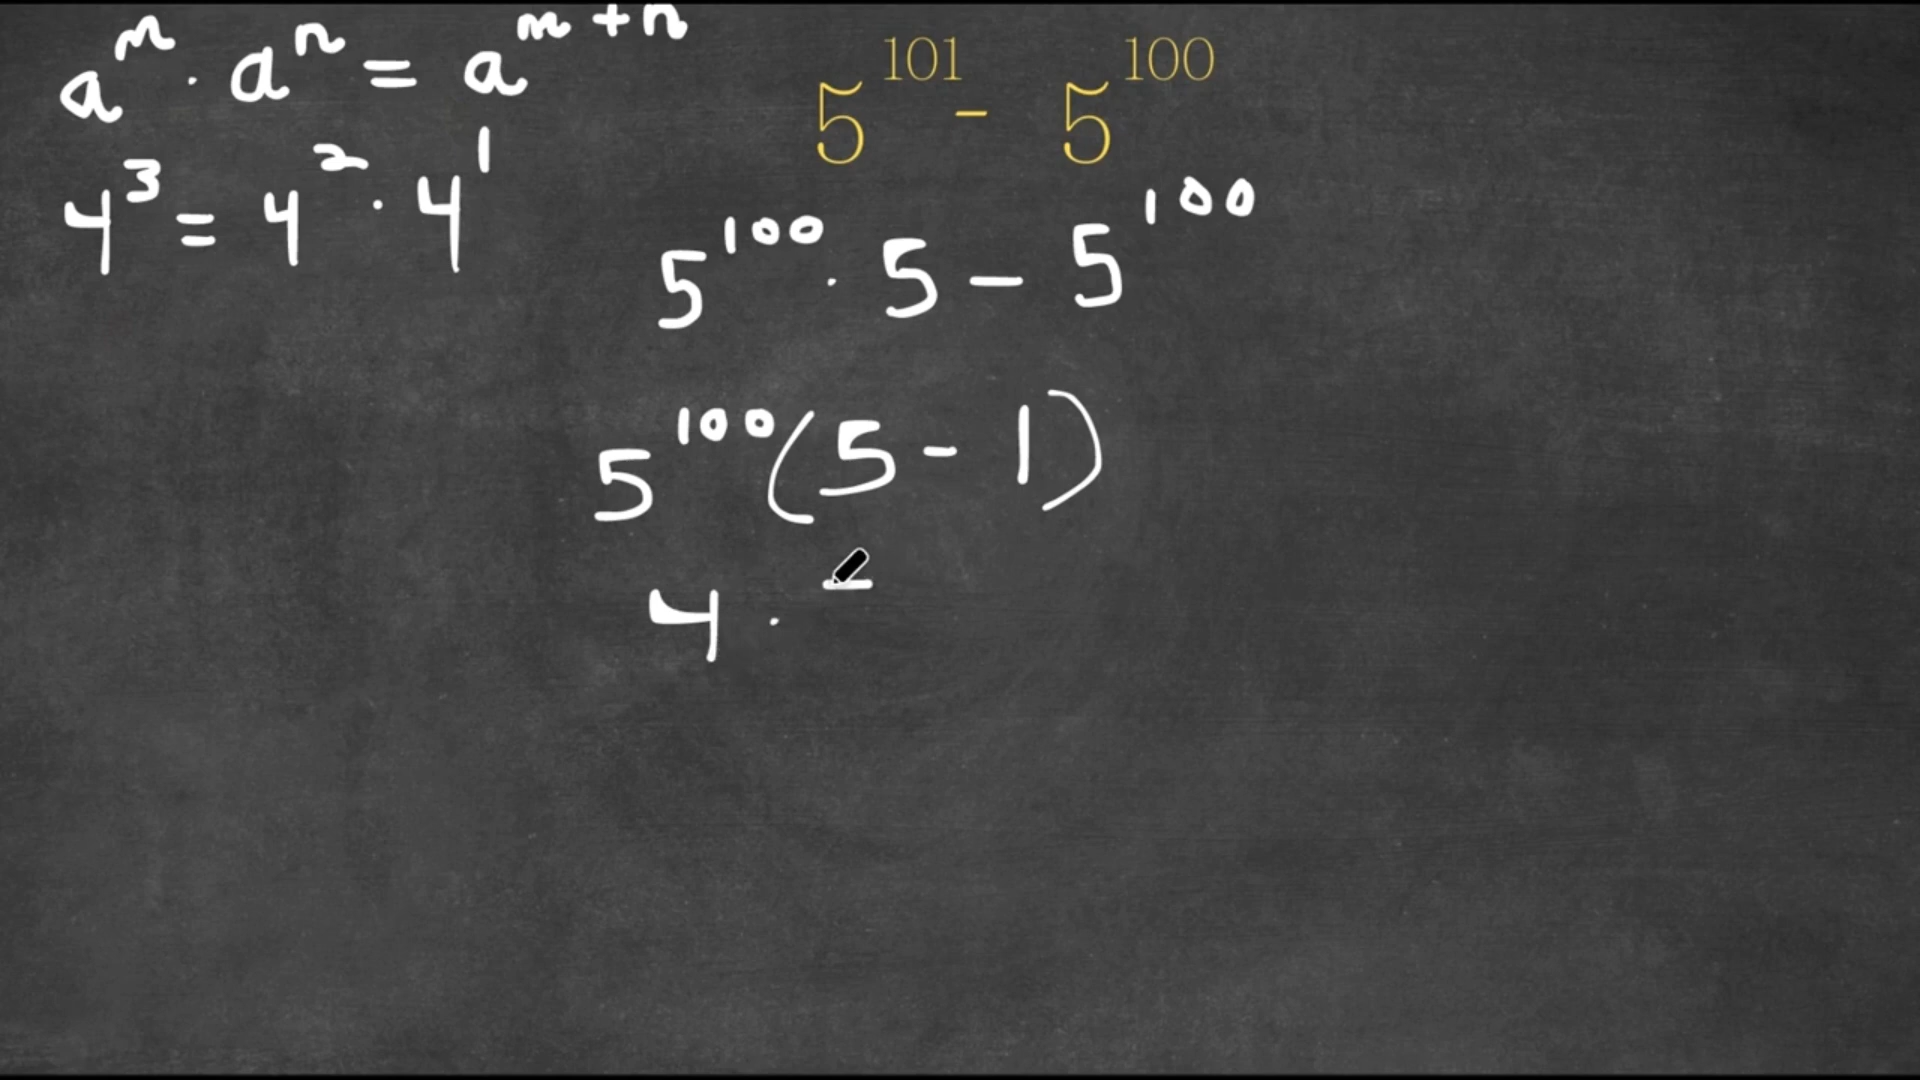 a^m · a^n = a^{m+n}
4^3 = 4^2 · 4^1
5^{101} - 5^{100}
5^{100} · 5 - 5^{100}
5^{100}(5 - 1)
4 ·